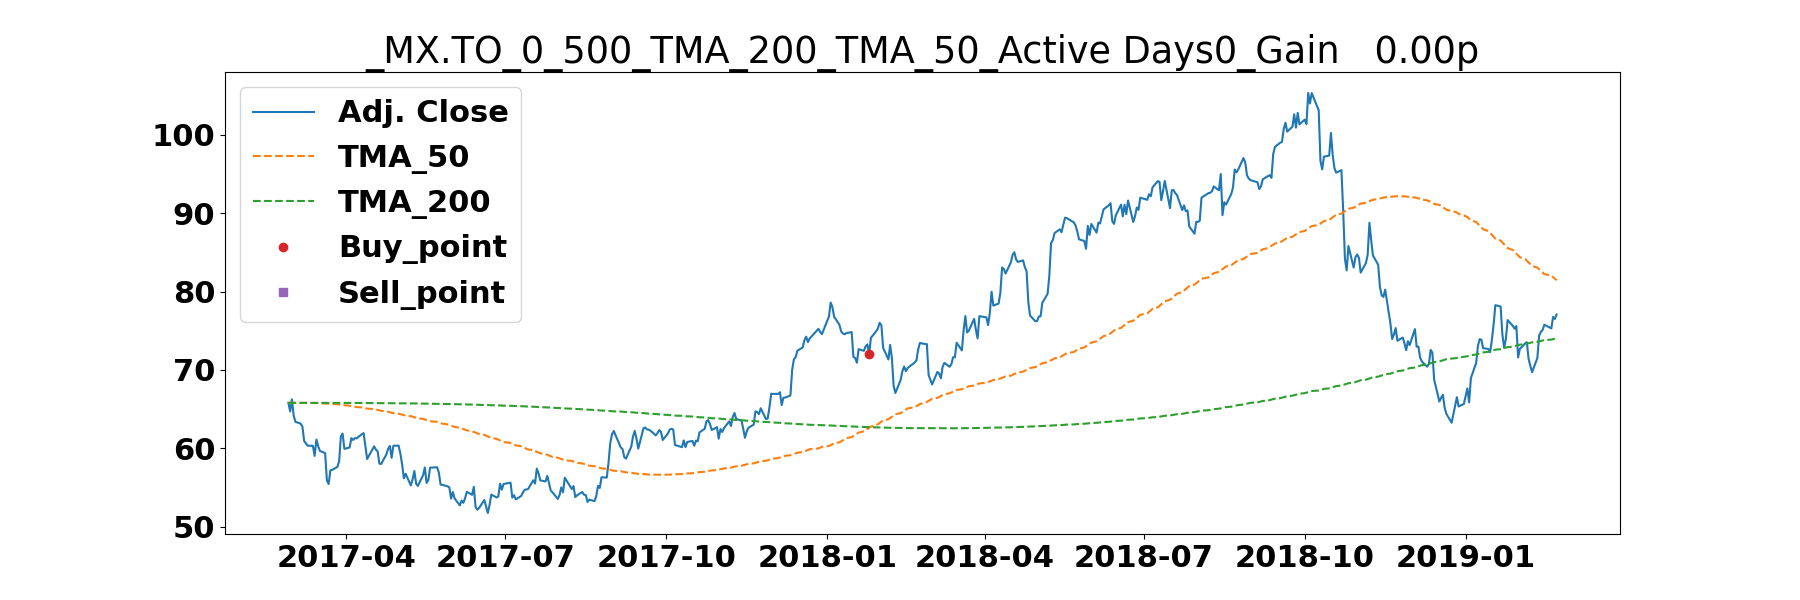 _MX.TO_0_500_TMA_200_TMA_50_Active Days0_Gain   0.00p
Adj. Close
TMA_50
TMA_200
Buy_point
Sell_point
100
90
80
70
60
50
2017-04 2017-07 2017-10 2018-01 2018-04 2018-07 2018-10 2019-01